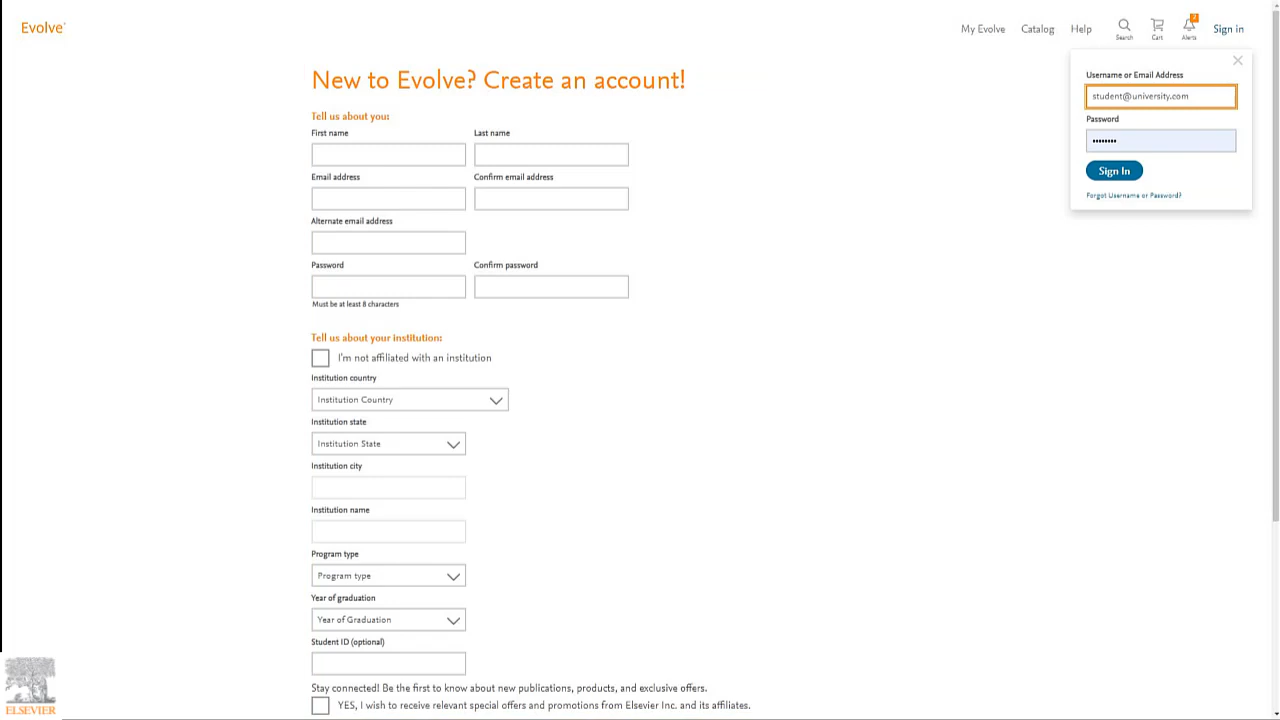 Evolve
My Evolve Catalog Help Search Cart 7 Alerts Sign in
Username or Email Address
student@university.com
Password
••••••••
Sign In
Forgot Username or Password?
New to Evolve? Create an account!
Tell us about you:
First name Last name
Email address Confirm email address
Alternate email address
Password Confirm password
Must be at least 8 characters
Tell us about your institution:
I'm not affiliated with an institution
Institution country
Institution Country
Institution state
Institution State
Institution city
Institution name
Program type
Program type
Year of graduation
Year of Graduation
Student ID (optional)
Stay connected! Be the first to know about new publications, products, and exclusive offers.
YES, I wish to receive relevant special offers and promotions from Elsevier Inc. and its affiliates.
ELSEVIER